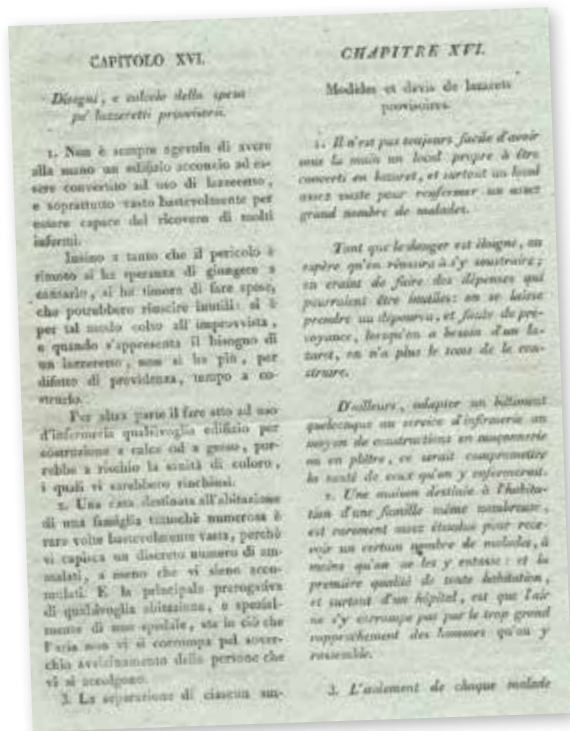 CAPITOLO XVI.
Disegni, e calcolo della spesa
pe' lazzeretti provvisorii.
1. Non è sempre agevole di avere
alla mano un edifizio acconcio ad es-
sere convertito ad uso di lazzeretto,
e soprattutto vasto bastevolmente per
essere capace del ricovero di molti
infermi.
Insino a tanto che il pericolo è
rimoto si ha speranza di giungere a
cansarlo, si ha timore di fare spese,
che potrebbero riuscire inutili: si è
per tal modo colto all'improvvista,
e quando s'appresenta il bisogno di
un lazzeretto, non si ha più, per
difetto di previdenza, tempo a co-
struirlo.
Per altra parte il fare atto ad uso
d'infermeria qualsivoglia edifizio per
costruzione a calce od a gesso, por-
rebbe a rischio la sanità di coloro,
i quali vi sarebbero rinchiusi.
2. Una casa destinata all'abitazione
di una famiglia tuttochè numerosa è
rare volte bastevolmente vasta, perchè
vi capisca un discreto numero di am-
malati, a meno che vi sieno accu-
mulati. E la principale prerogativa
di qualsivoglia abitazione, e spezial-
mente di uno spedale, sta in ciò che
l'aria non vi si corrompa pel sover-
chio avvicinamento delle persone che
vi si accolgono.
3. La separazione di ciascun am-
CHAPITRE XVI.
Modèles et devis de lazarets
provisoires.
1. Il n'est pas toujours facile d'avoir
sous la main un local propre à être
converti en lazaret, et surtout un local
assez vaste pour renfermer un assez
grand nombre de malades.
Tant que le danger est éloigné, on
espère qu'on réussira à s'y soustraire;
on craint de faire des dépenses qui
pourraient être inutiles: on se laisse
prendre au dépourvu, et faute de pré-
voyance, lorsqu'on a besoin d'un la-
zaret, on n'a plus le tems de le con-
struire.
D'ailleurs, adapter un bâtiment
quelconque au service d'infirmerie au
moyen de constructions en maçonnerie
ou en plâtre, ce serait compromettre
la santé de ceux qu'on y enfermerait.
2. Une maison destinée à l'habita-
tion d'une famille même nombreuse,
est rarement assez étendue pour rece-
voir un certain nombre de malades, à
moins qu'on ne les y entasse: et la
première qualité de toute habitation,
et surtout d'un hôpital, est que l'air
ne s'y corrompe pas par le trop grand
rapprochement des hommes qu'on y
rassemble.
3. L'isolement de chaque malade